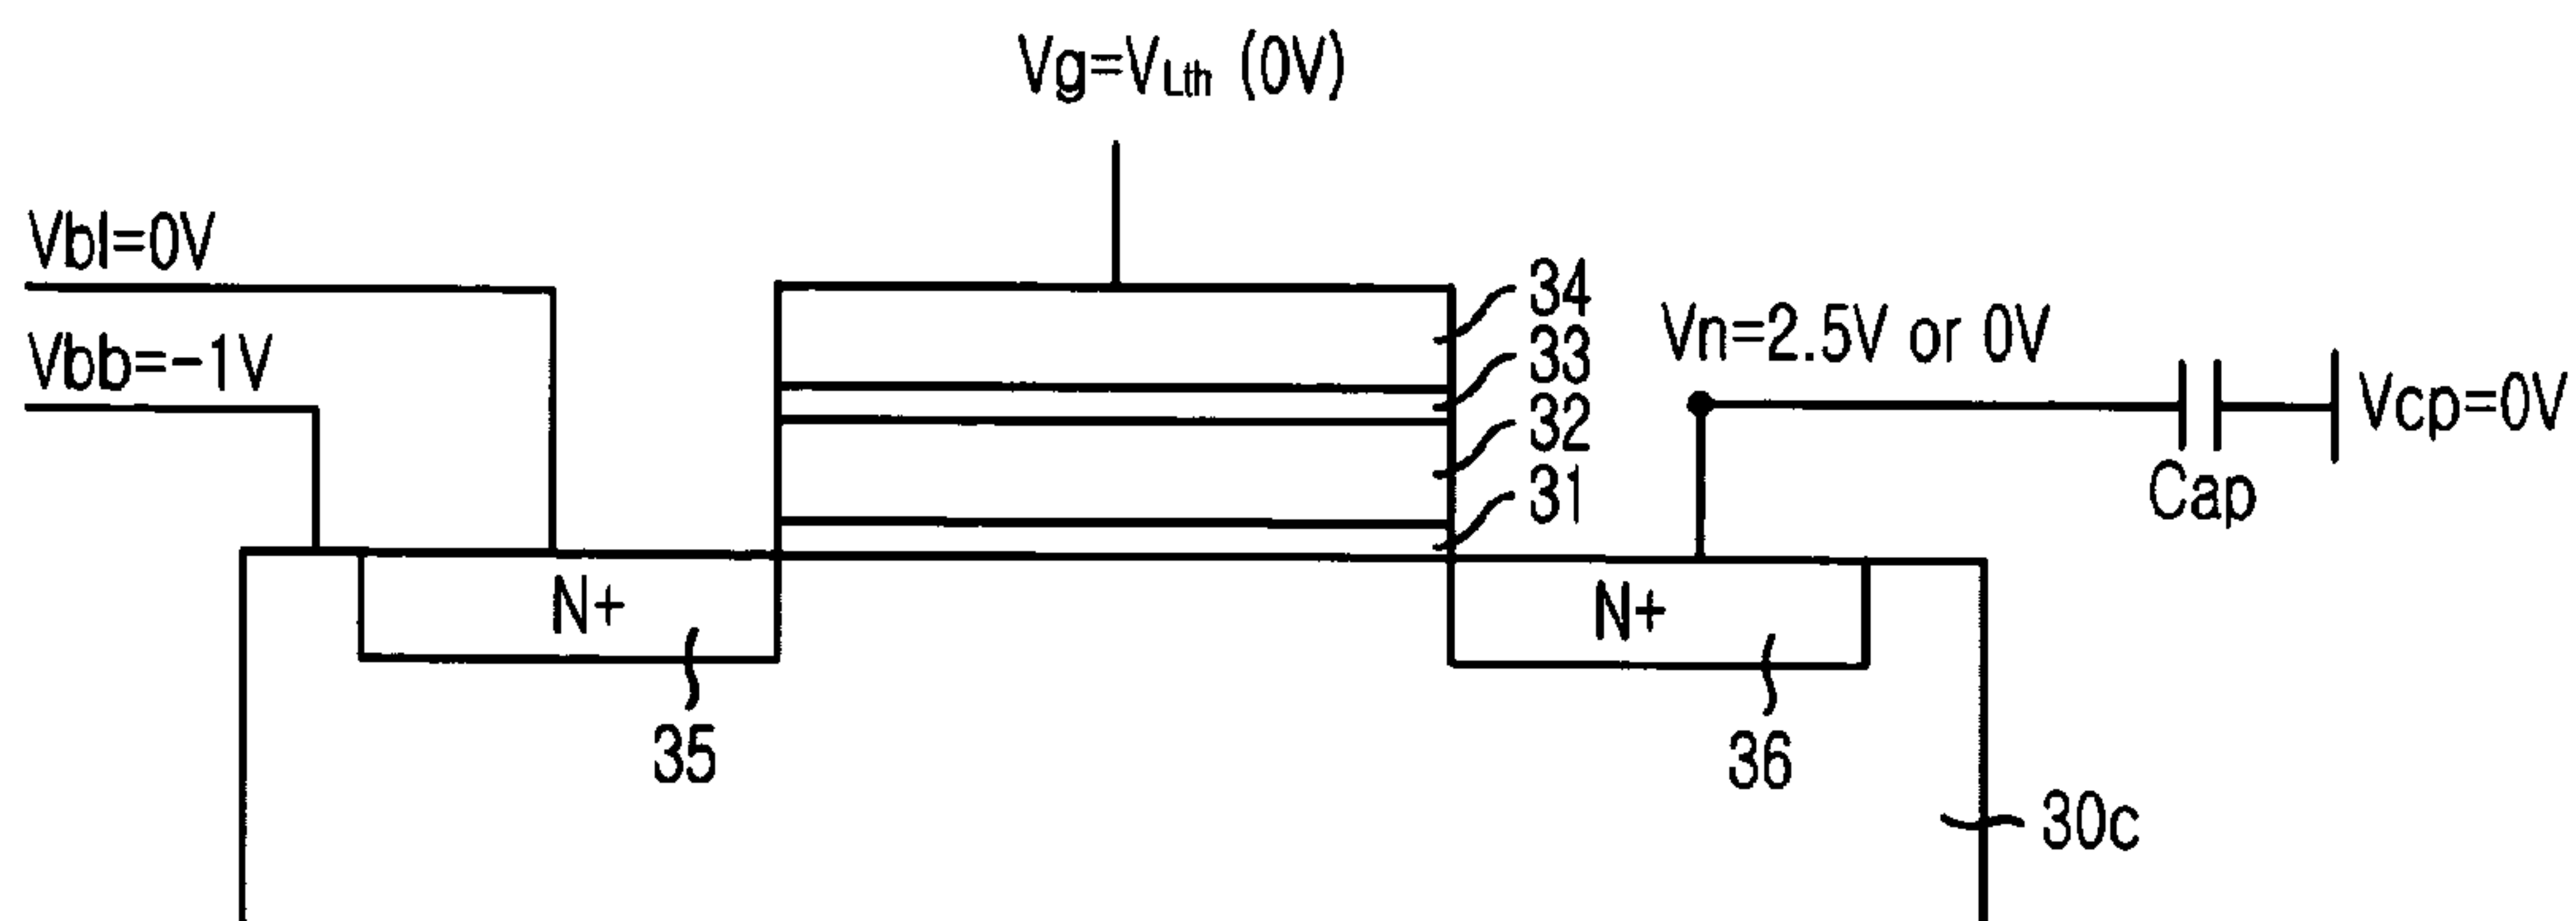 Vg=VLth (0V)
Vbl=0V
Vbb=-1V
34
33
32
31
Vn=2.5V or 0V
Vcp=0V
Cap
N+
N+
35
36
30c